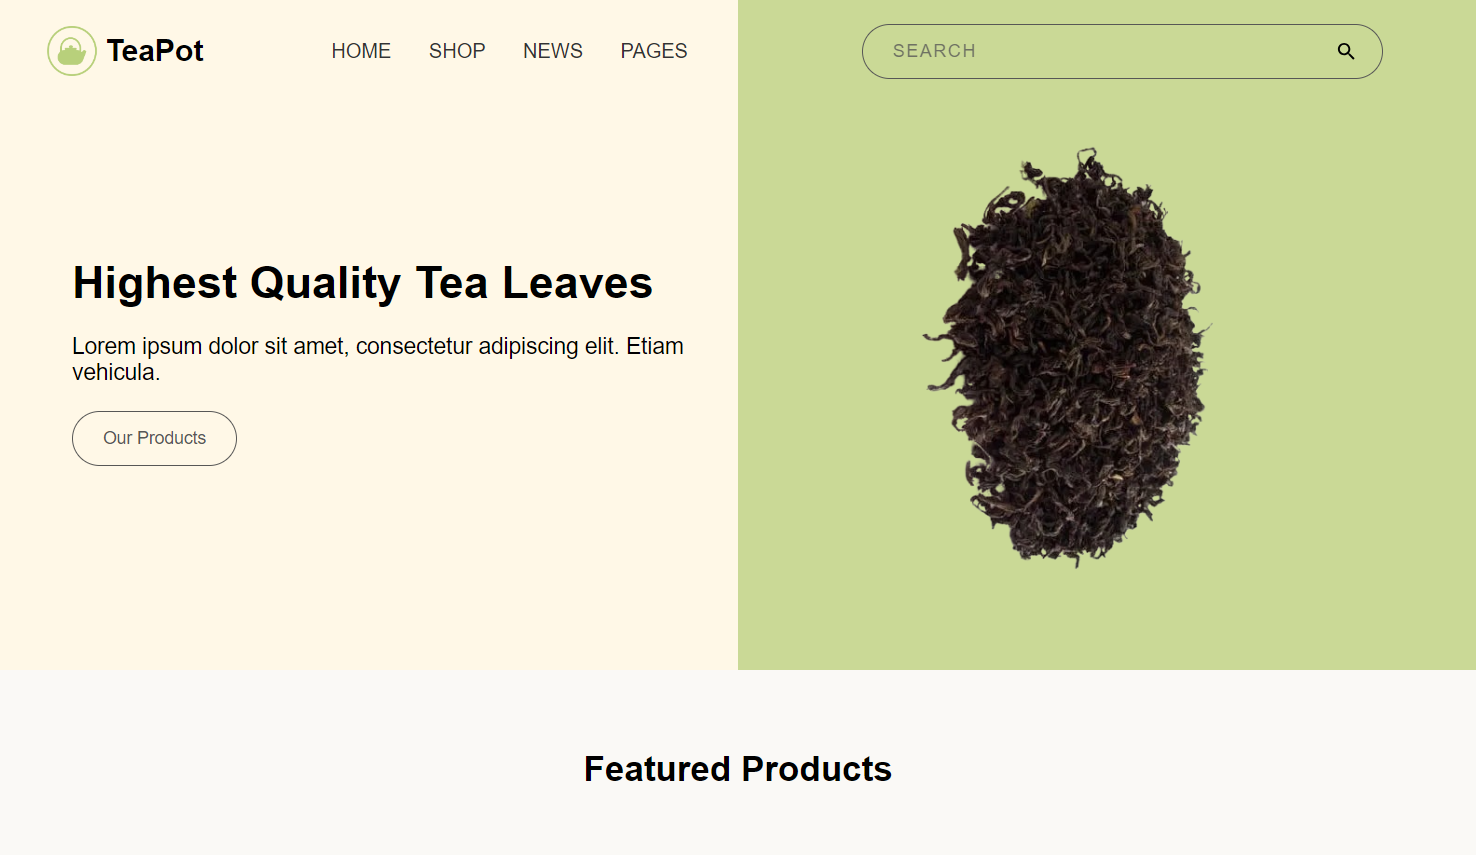 TeaPot
HOME
SHOP
NEWS
PAGES
SEARCH
Highest Quality Tea Leaves
Lorem ipsum dolor sit amet, consectetur adipiscing elit. Etiam
vehicula.
Our Products
Featured Products